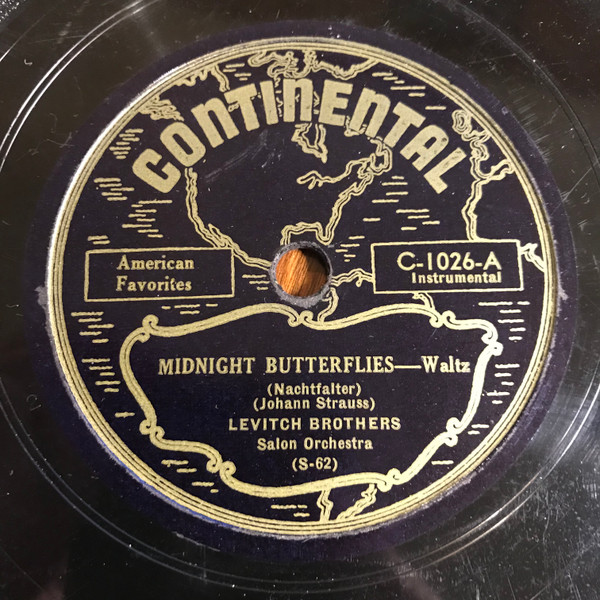 CONTINENTAL
American
Favorites
C-1026-A
Instrumental
MIDNIGHT BUTTERFLIES—Waltz
(Nachtfalter)
(Johann Strauss)
LEVITCH BROTHERS
Salon Orchestra
(S-62)